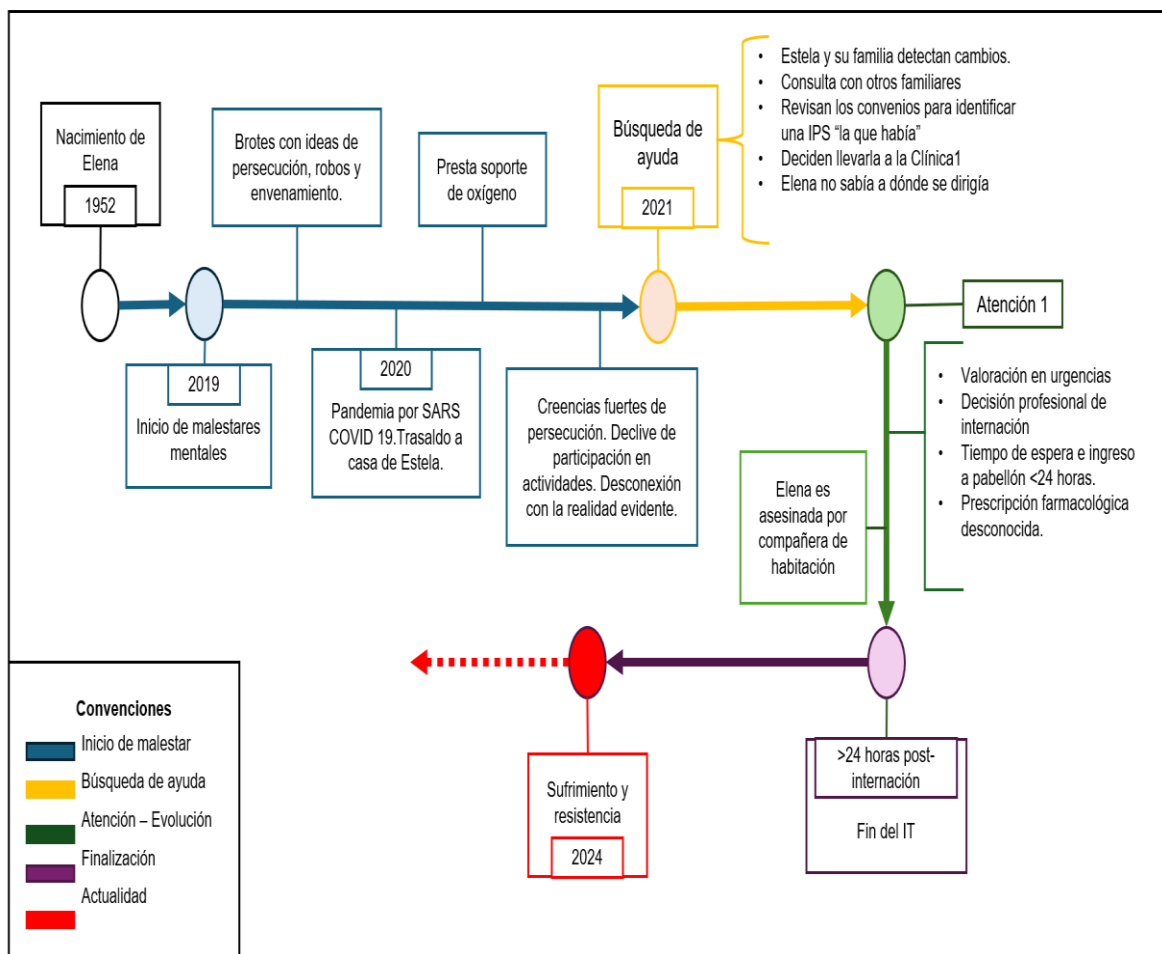 Nacimiento de
Elena
1952
2019
Inicio de malestares
mentales
Brotes con ideas de
persecución, robos y
envenamiento.
2020
Pandemia por SARS
COVID 19.Trasaldo a
casa de Estela.
Presta soporte
de oxígeno
Creencias fuertes de
persecución. Declive de
participación en
actividades. Desconexión
con la realidad evidente.
Búsqueda de
ayuda
2021
• Estela y su familia detectan cambios.
• Consulta con otros familiares
• Revisan los convenios para identificar
una IPS “la que había”
• Deciden llevarla a la Clínica1
• Elena no sabía a dónde se dirigía
Atención 1
• Valoración en urgencias
• Decisión profesional de
internación
• Tiempo de espera e ingreso
a pabellón <24 horas.
• Prescripción farmacológica
desconocida.
Elena es
asesinada por
compañera de
habitación
>24 horas post-
internación
Fin del IT
Sufrimiento y
resistencia
2024
Convenciones
Inicio de malestar
Búsqueda de ayuda
Atención – Evolución
Finalización
Actualidad